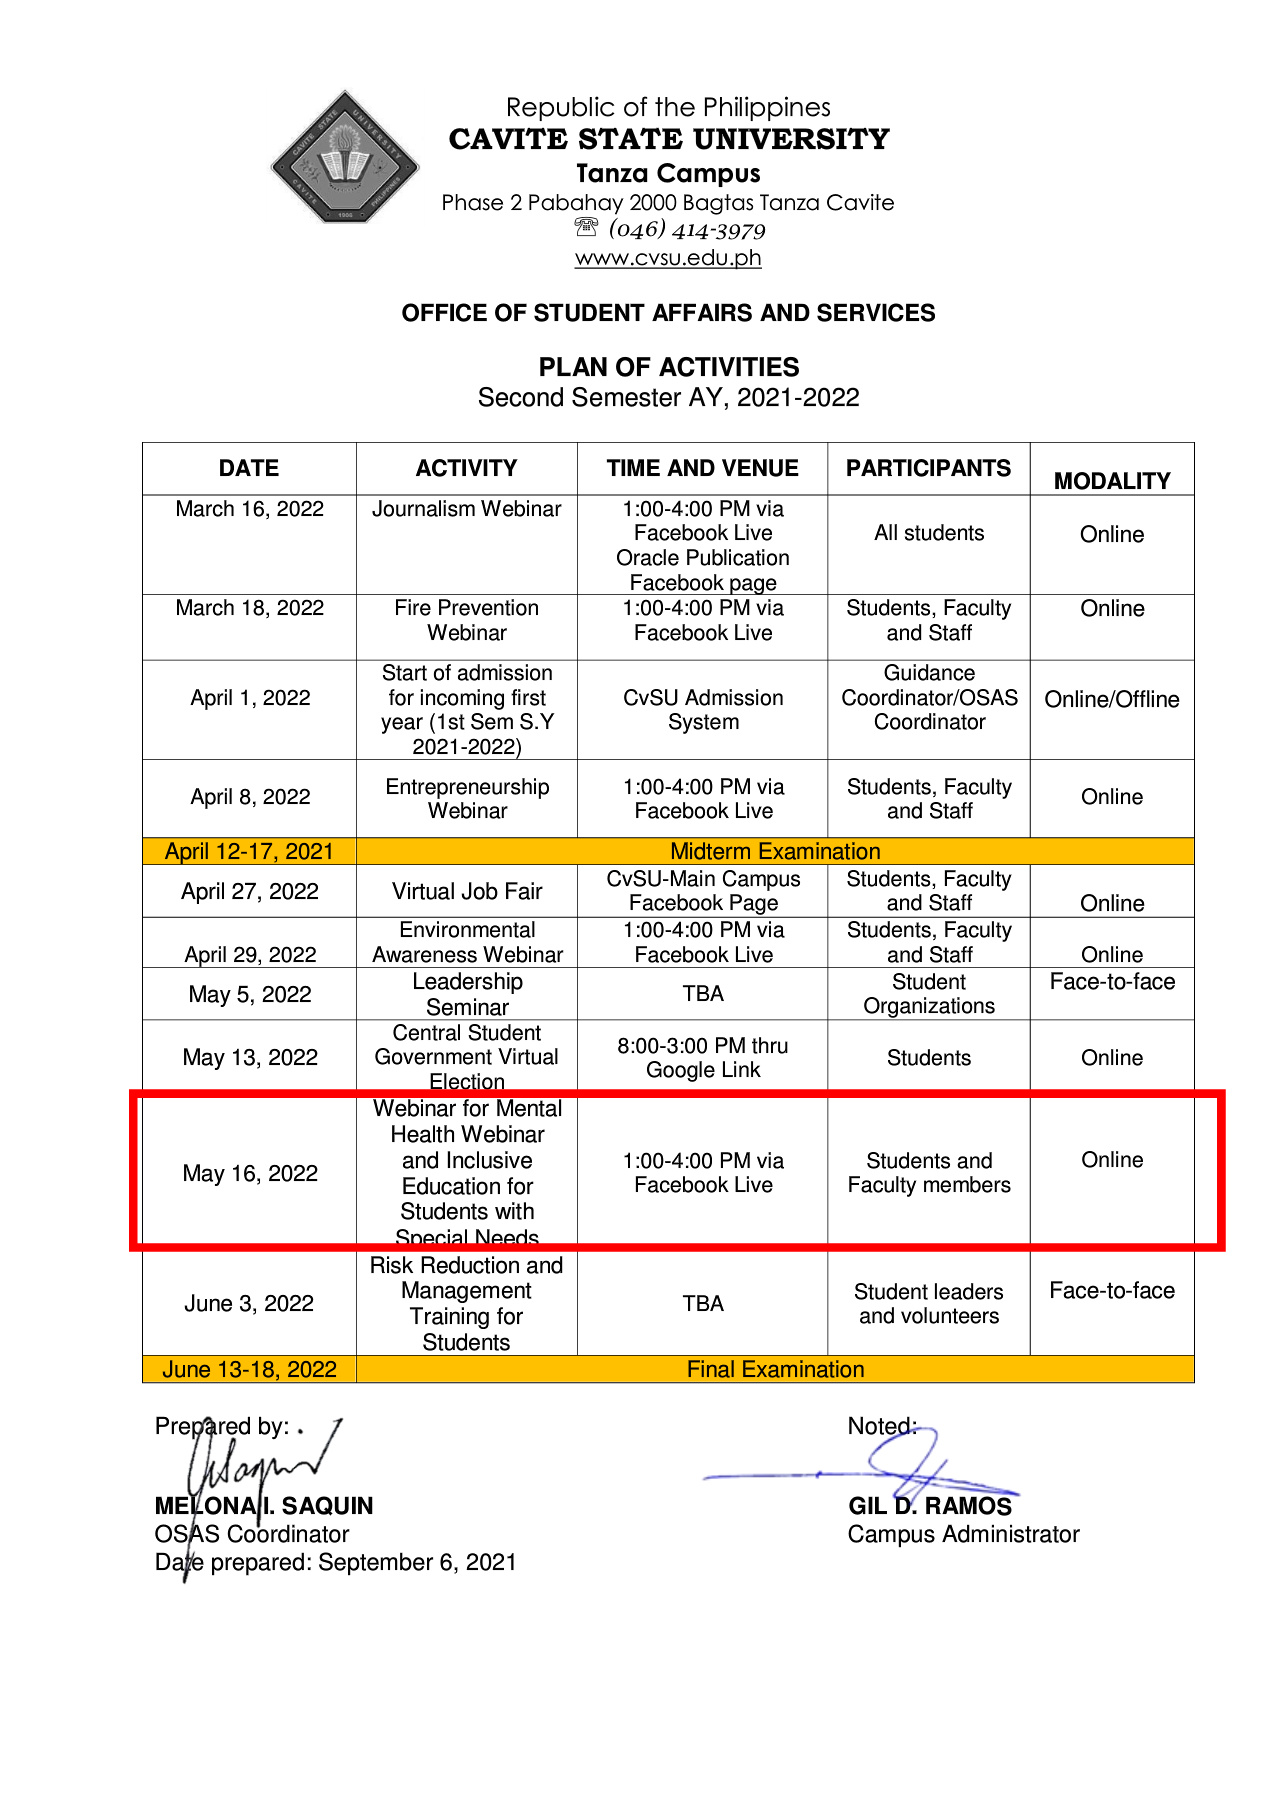 CAVITE STATE UNIVERSITY
CAVITE
PHILIPPINES
1906
Republic of the Philippines
CAVITE STATE UNIVERSITY
Tanza Campus
Phase 2 Pabahay 2000 Bagtas Tanza Cavite
☏ (046) 414-3979
www.cvsu.edu.ph
OFFICE OF STUDENT AFFAIRS AND SERVICES
PLAN OF ACTIVITIES
Second Semester AY, 2021-2022
DATE ACTIVITY TIME AND VENUE PARTICIPANTS MODALITY
March 16, 2022 Journalism Webinar 1:00-4:00 PM via
Facebook Live All students Online
Oracle Publication
Facebook page
March 18, 2022 Fire Prevention 1:00-4:00 PM via Students, Faculty Online
Webinar Facebook Live and Staff
Start of admission Guidance
April 1, 2022 for incoming first CvSU Admission Coordinator/OSAS Online/Offline
year (1st Sem S.Y System Coordinator
2021-2022)
April 8, 2022 Entrepreneurship 1:00-4:00 PM via Students, Faculty Online
Webinar Facebook Live and Staff
April 12-17, 2021 Midterm Examination
April 27, 2022 Virtual Job Fair CvSU-Main Campus Students, Faculty
Facebook Page and Staff Online
Environmental 1:00-4:00 PM via Students, Faculty
April 29, 2022 Awareness Webinar Facebook Live and Staff Online
May 5, 2022 Leadership TBA Student Face-to-face
Seminar Organizations
Central Student 8:00-3:00 PM thru
May 13, 2022 Government Virtual Google Link Students Online
Election
Webinar for Mental
Health Webinar
May 16, 2022 and Inclusive 1:00-4:00 PM via Students and Online
Education for Facebook Live Faculty members
Students with
Special Needs
Risk Reduction and
June 3, 2022 Management TBA Student leaders Face-to-face
Training for and volunteers
Students
June 13-18, 2022 Final Examination
Prepared by: Noted:
MELONA I. SAQUIN GIL D. RAMOS
OSAS Coordinator Campus Administrator
Date prepared: September 6, 2021